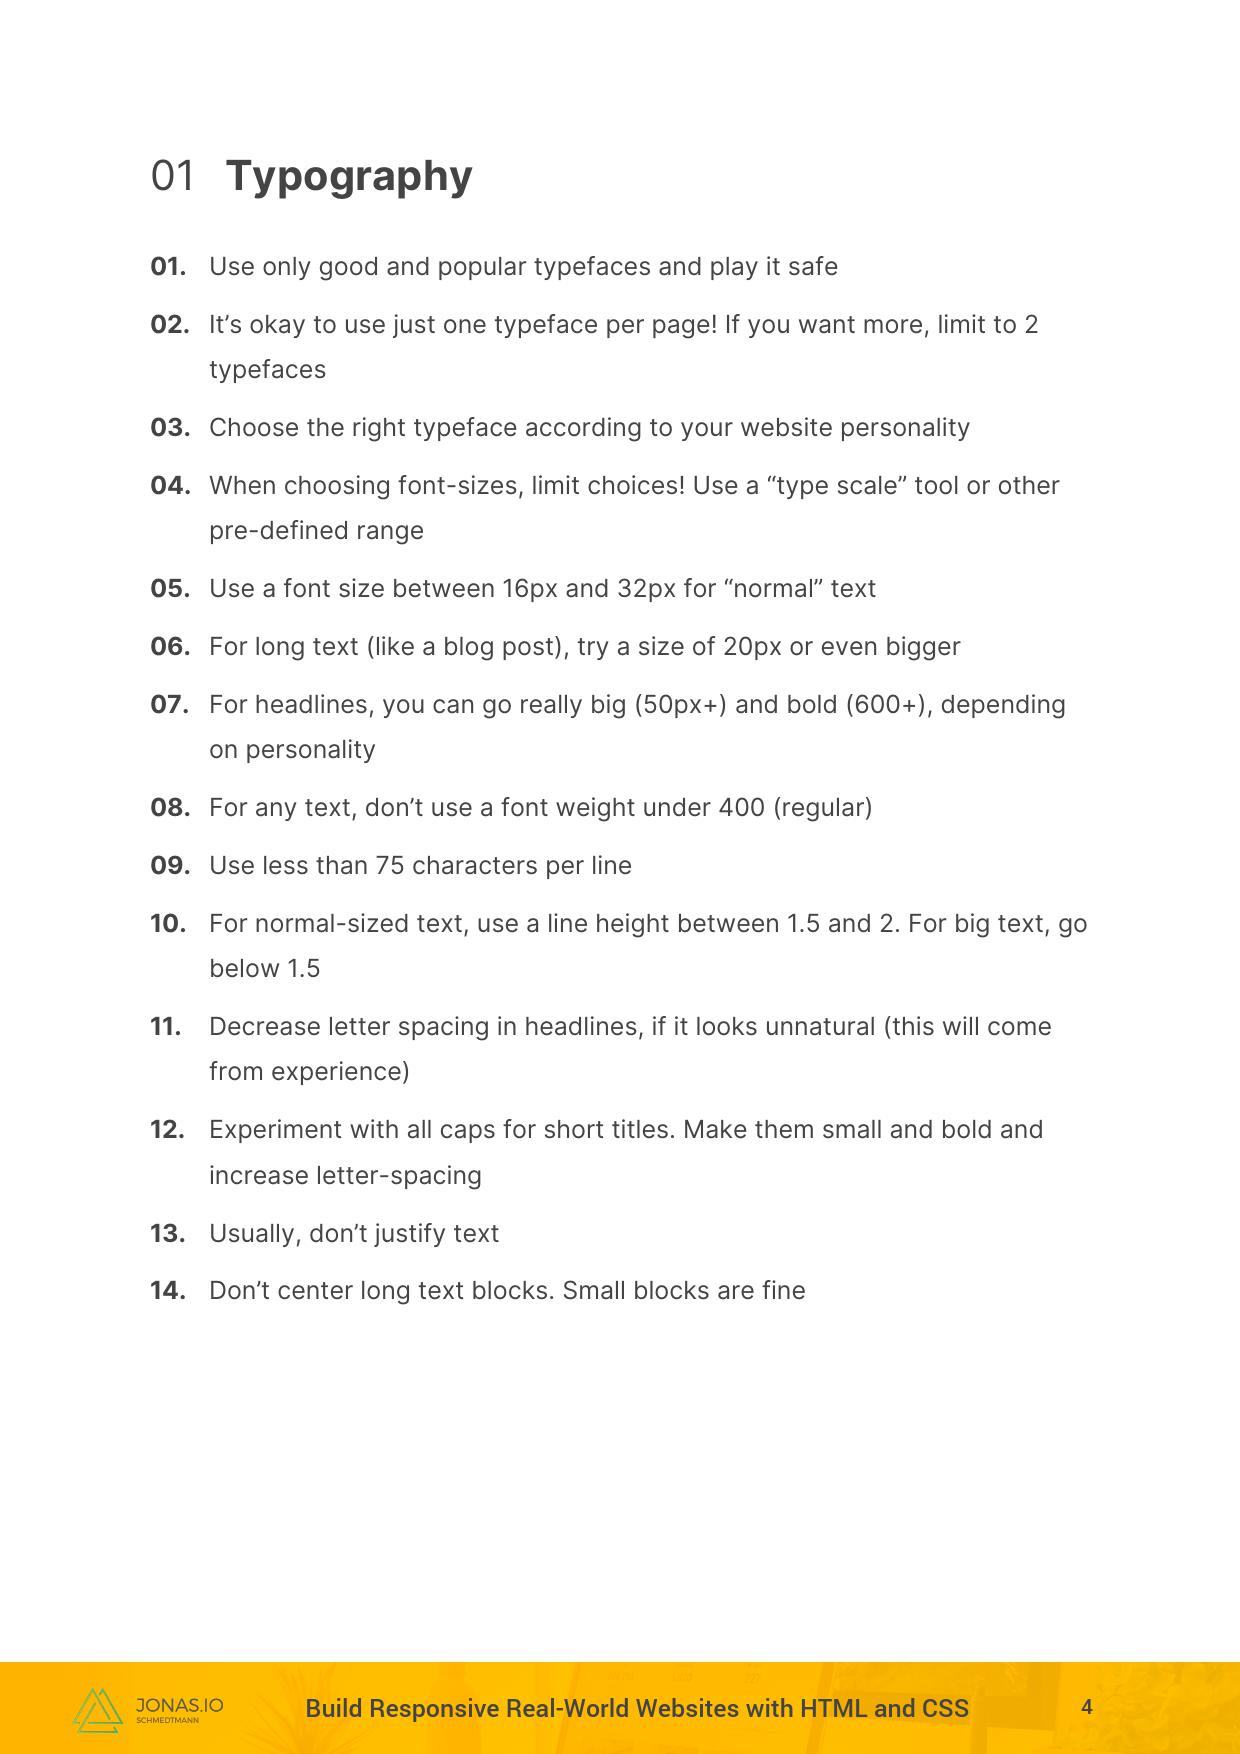 01 Typography
01. Use only good and popular typefaces and play it safe
02. It’s okay to use just one typeface per page! If you want more, limit to 2
typefaces
03. Choose the right typeface according to your website personality
04. When choosing font-sizes, limit choices! Use a “type scale” tool or other
pre-defined range
05. Use a font size between 16px and 32px for “normal” text
06. For long text (like a blog post), try a size of 20px or even bigger
07. For headlines, you can go really big (50px+) and bold (600+), depending
on personality
08. For any text, don’t use a font weight under 400 (regular)
09. Use less than 75 characters per line
10. For normal-sized text, use a line height between 1.5 and 2. For big text, go
below 1.5
11. Decrease letter spacing in headlines, if it looks unnatural (this will come
from experience)
12. Experiment with all caps for short titles. Make them small and bold and
increase letter-spacing
13. Usually, don’t justify text
14. Don’t center long text blocks. Small blocks are fine
JONAS.IO
SCHMEDTMANN
Build Responsive Real-World Websites with HTML and CSS
4